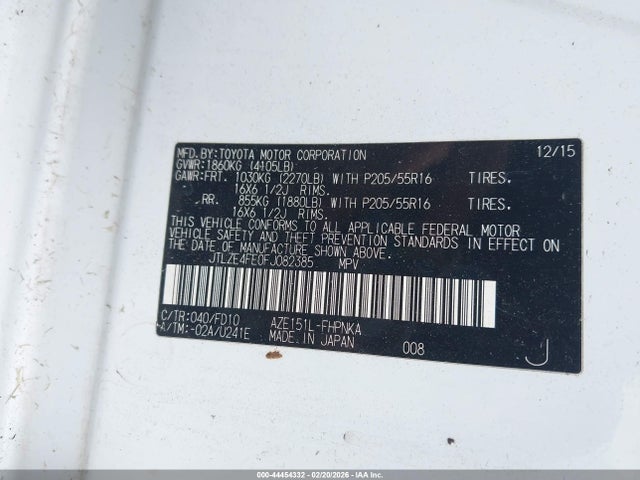 MFD.BY:TOYOTA MOTOR CORPORATION 12/15
GVWR:1860KG (4105LB)
GAWR:FRT. 1030KG (2270LB) WITH P205/55R16 TIRES.
16X6 1/2J RIMS.
RR. 855KG (1880LB) WITH P205/55R16 TIRES.
16X6 1/2J RIMS.
THIS VEHICLE CONFORMS TO ALL APPLICABLE FEDERAL MOTOR
VEHICLE SAFETY AND THEFT PREVENTION STANDARDS IN EFFECT ON
THE DATE OF MANUFACTURE SHOWN ABOVE.
JTLZE4FE0FJ082385 MPV
C/TR:040/FD10 AZE151L-FHPNKA
A/TM:-02A/U241E MADE IN JAPAN 008 J
000-44454332 - 02/20/2026 - IAA Inc.